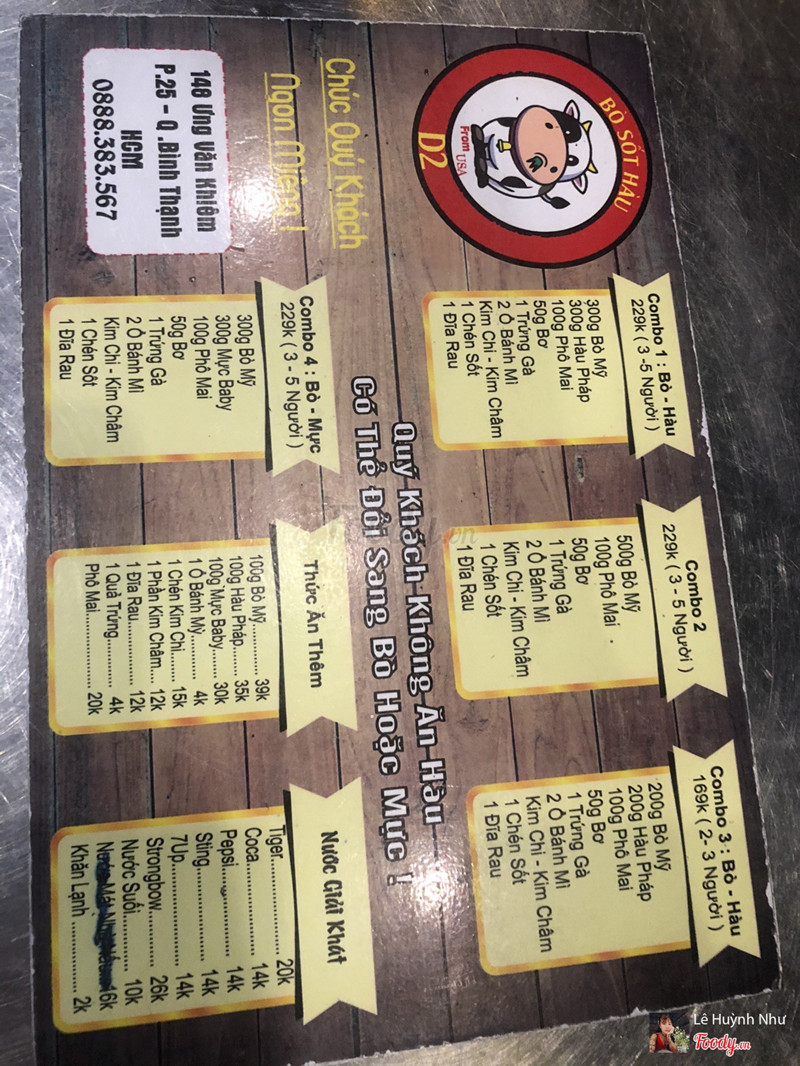 BÒ SỐT HÀU
From USA
D2
Chúc Quý Khách
Ngon Miệng !
148 Ung Văn Khiêm
P.25 - Q .Bình Thạnh
HCM
0888.383.567
Combo 1 : Bò - Hàu
229k ( 3 -5 Người )
300g Bò Mỹ
300g Hàu Pháp
100g Phô Mai
50g Bơ
1 Trứng Gà
2 Ổ Bánh Mì
Kim Chi - Kim Châm
1 Chén Sốt
1 Đĩa Rau
Combo 2
229k ( 3 - 5 Người )
500g Bò Mỹ
100g Phô Mai
50g Bơ
1 Trứng Gà
2 Ổ Bánh Mì
Kim Chi - Kim Châm
1 Chén Sốt
1 Đĩa Rau
Combo 3 : Bò - Hàu
169k ( 2- 3 Người )
200g Bò Mỹ
200g Hàu Pháp
100g Phô Mai
50g Bơ
1 Trứng Gà
2 Ổ Bánh Mì
Kim Chi - Kim Châm
1 Chén Sốt
1 Đĩa Rau
Quý Khách Không Ăn Hàu
Có Thể Đổi Sang Bò Hoặc Mực !
Combo 4 : Bò - Mực
229k ( 3 - 5 Người )
300g Bò Mỹ
300g Mực Baby
100g Phô Mai
50g Bơ
1 Trứng Gà
2 Ổ Bánh Mì
Kim Chi - Kim Châm
1 Chén Sốt
1 Đĩa Rau
Thức Ăn Thêm
100g Bò Mỹ......... 39k
100g Hàu Pháp..... 35k
100g Mực Baby..... 30k
1 Ổ Bánh Mỳ.......... 4k
1 Chén Kim Chi..... 15k
1 Phần Kim Châm.. 12k
1 Đĩa Rau............... 12k
1 Quả Trứng........... 4k
Phô Mai.................. 20k
Nước Giải Khát
Tiger................... 20k
Coca................... 14k
Pepsi.................. 14k
Sting................... 14k
7Up..................... 14k
Strongbow.......... 26k
Nước Suối.......... 10k
16k
Khăn Lạnh .......... 2k
Lê Huỳnh Như
Foody.vn